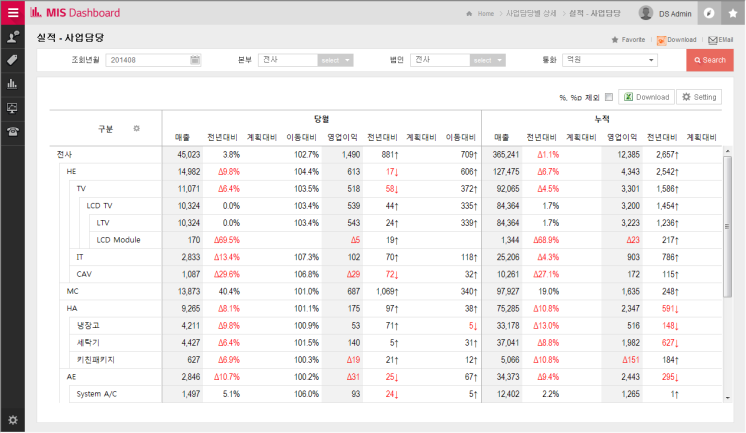 MIS Dashboard
Home > 사업담당별 상세 > 실적 - 사업담당
DS Admin
실적 - 사업담당
Favorite Download EMail
조회년월 201408 본부 전사 select 법인 전사 select 통화 억원 Search
%, %p 제외 Download Setting
구분 당월 누적
매출 전년대비 계획대비 이동대비 영업이익 전년대비 계획대비 이동대비 매출 전년대비 계획대비 영업이익 전년대비 계획대비
전사 45,023 3.8% 102.7% 1,490 881↑ 709↑ 365,241 Δ1.1% 12,385 2,657↑
HE 14,982 Δ9.8% 104.4% 613 17↓ 606↑ 127,475 Δ6.7% 4,343 2,542↑
TV 11,071 Δ6.4% 103.5% 518 58↓ 372↑ 92,065 Δ4.5% 3,301 1,586↑
LCD TV 10,324 0.0% 103.4% 539 44↑ 335↑ 84,364 1.7% 3,200 1,454↑
LTV 10,324 0.0% 103.4% 543 24↑ 339↑ 84,364 1.7% 3,223 1,236↑
LCD Module 170 Δ69.5% Δ5 19↑ 1,344 Δ68.9% Δ23 217↑
IT 2,833 Δ13.4% 107.3% 102 70↑ 118↑ 25,206 Δ4.3% 903 786↑
CAV 1,087 Δ29.6% 106.8% Δ29 72↓ 32↑ 10,261 Δ27.1% 172 115↑
MC 13,873 40.4% 101.0% 687 1,069↑ 340↑ 97,927 19.0% 1,635 248↑
HA 9,265 Δ8.1% 101.1% 175 97↑ 38↑ 75,285 Δ10.8% 2,347 591↓
냉장고 4,211 Δ9.8% 100.9% 53 71↑ 5↓ 33,178 Δ13.0% 516 148↓
세탁기 4,427 Δ6.4% 101.5% 140 5↑ 31↑ 37,041 Δ8.8% 1,982 627↓
키친패키지 627 Δ6.9% 100.3% Δ19 21↑ 12↑ 5,066 Δ10.8% Δ151 184↑
AE 2,846 Δ10.7% 100.2% Δ31 25↓ 67↑ 34,373 Δ9.4% 2,443 295↓
System A/C 1,497 5.1% 106.0% 93 24↓ 5↑ 12,402 2.2% 1,265 1↑